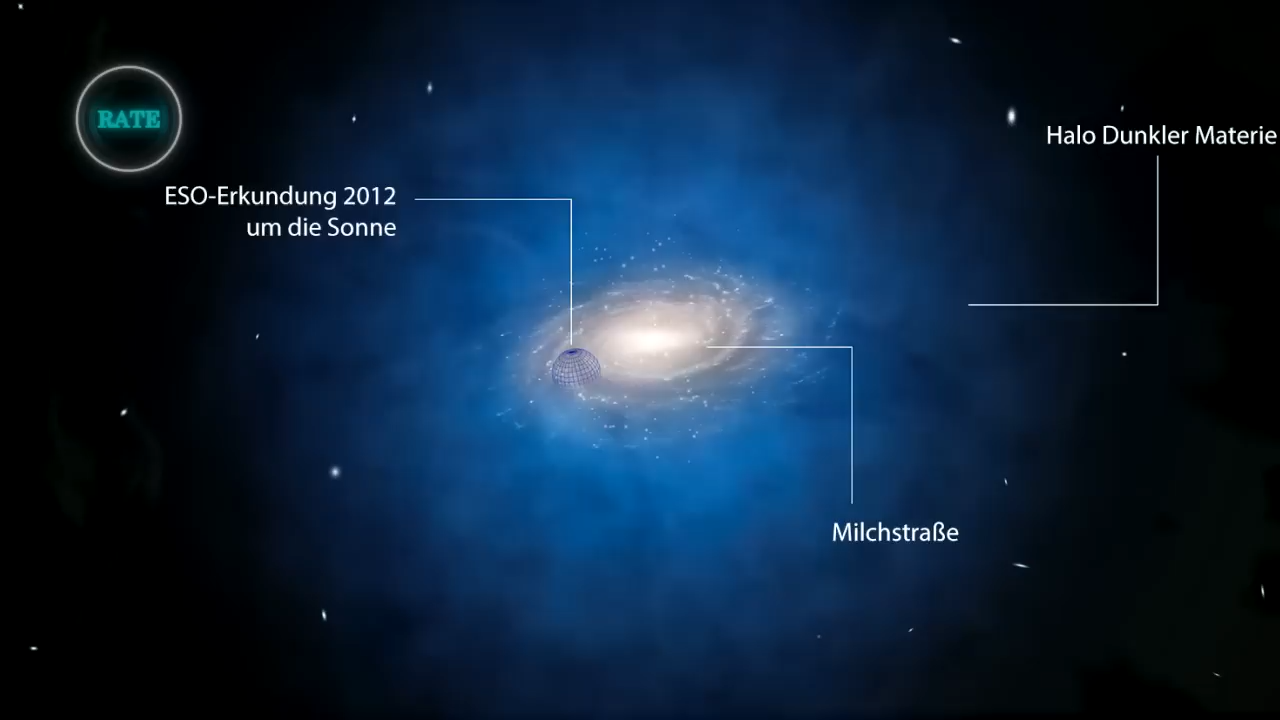 RATE
Halo Dunkler Materie
ESO-Erkundung 2012
um die Sonne
Milchstraße